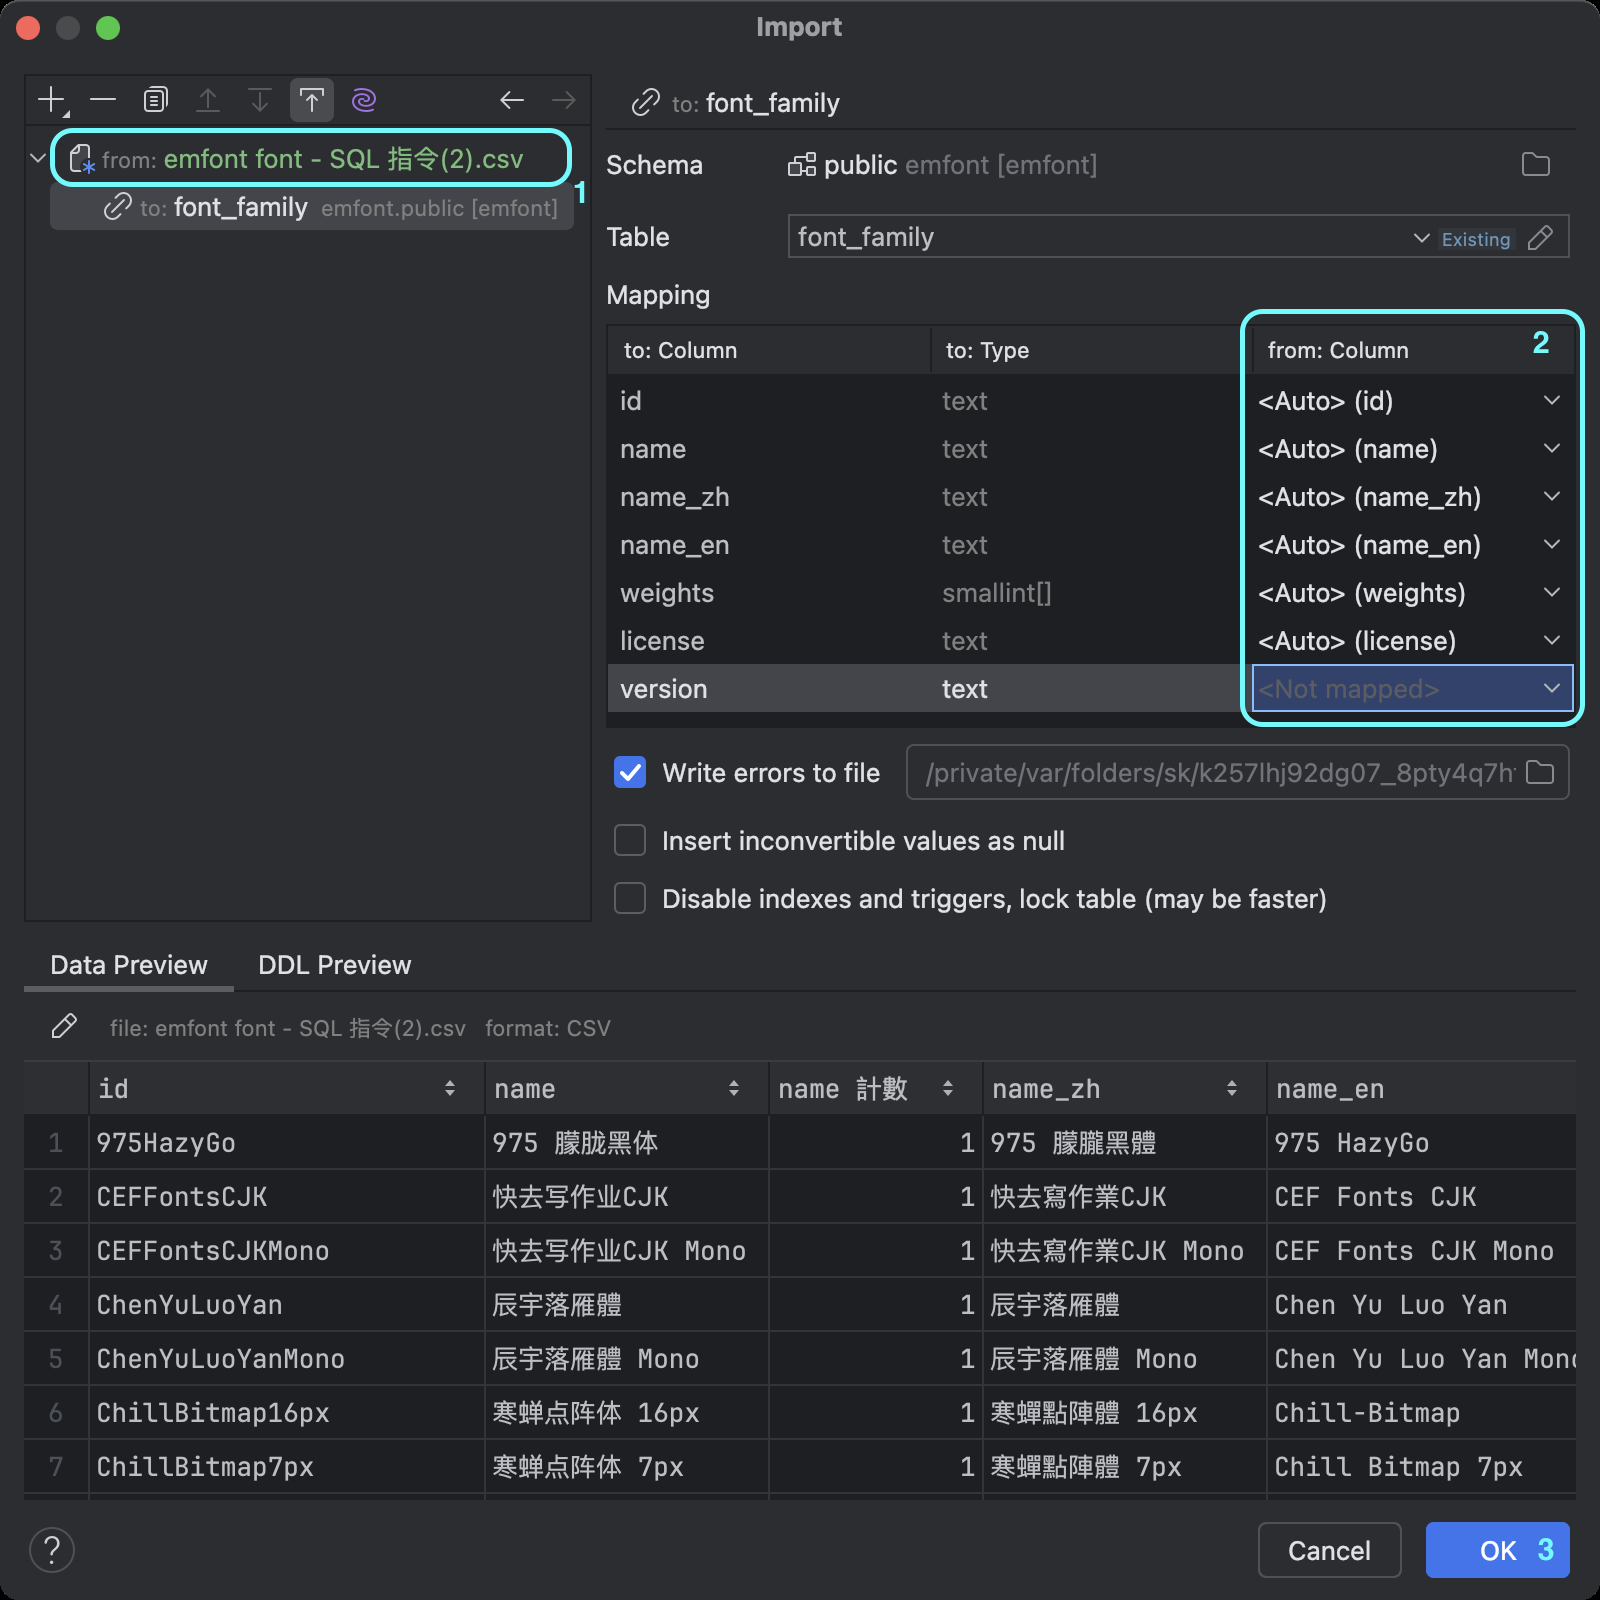 Import
from: emfont font - SQL 指令(2).csv
1
to: font_family emfont.public [emfont]
to: font_family
Schema public emfont [emfont]
Table font_family Existing
Mapping
to: Column to: Type from: Column 2
id text <Auto> (id)
name text <Auto> (name)
name_zh text <Auto> (name_zh)
name_en text <Auto> (name_en)
weights smallint[] <Auto> (weights)
license text <Auto> (license)
version text <Not mapped>
Write errors to file /private/var/folders/sk/k257lhj92dg07_8pty4q7h
Insert inconvertible values as null
Disable indexes and triggers, lock table (may be faster)
Data Preview DDL Preview
file: emfont font - SQL 指令(2).csv format: CSV
id name name 計數 name_zh name_en
1 975HazyGo 975 朦胧黑体 1 975 朦朧黑體 975 HazyGo
2 CEFFontsCJK 快去写作业CJK 1 快去寫作業CJK CEF Fonts CJK
3 CEFFontsCJKMono 快去写作业CJK Mono 1 快去寫作業CJK Mono CEF Fonts CJK Mono
4 ChenYuLuoYan 辰宇落雁體 1 辰宇落雁體 Chen Yu Luo Yan
5 ChenYuLuoYanMono 辰宇落雁體 Mono 1 辰宇落雁體 Mono Chen Yu Luo Yan Mono
6 ChillBitmap16px 寒蝉点阵体 16px 1 寒蟬點陣體 16px Chill-Bitmap
7 ChillBitmap7px 寒蝉点阵体 7px 1 寒蟬點陣體 7px Chill Bitmap 7px
? Cancel OK 3